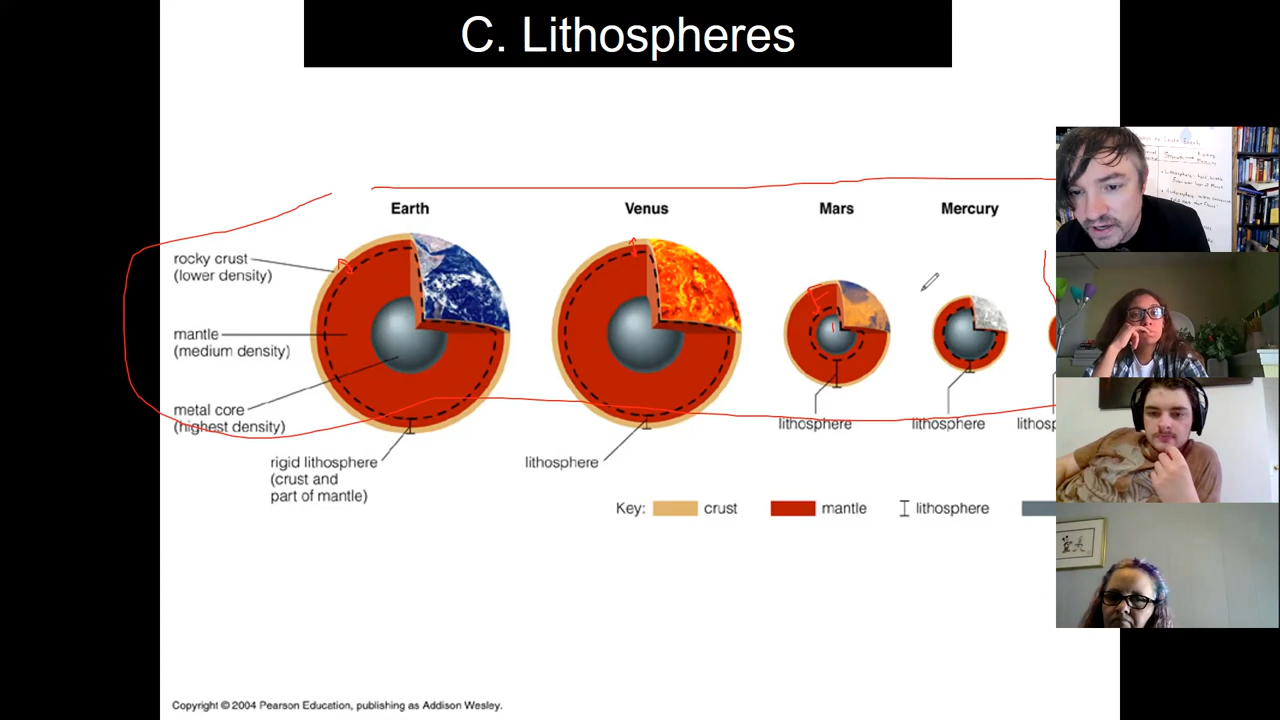 C. Lithospheres
Earth
Venus
Mars
Mercury
rocky crust
(lower density)
mantle
(medium density)
metal core
(highest density)
rigid lithosphere
(crust and
part of mantle)
lithosphere
lithosphere
lithosphere
lithosp
Key:
crust
mantle
lithosphere
Copyright © 2004 Pearson Education, publishing as Addison Wesley.